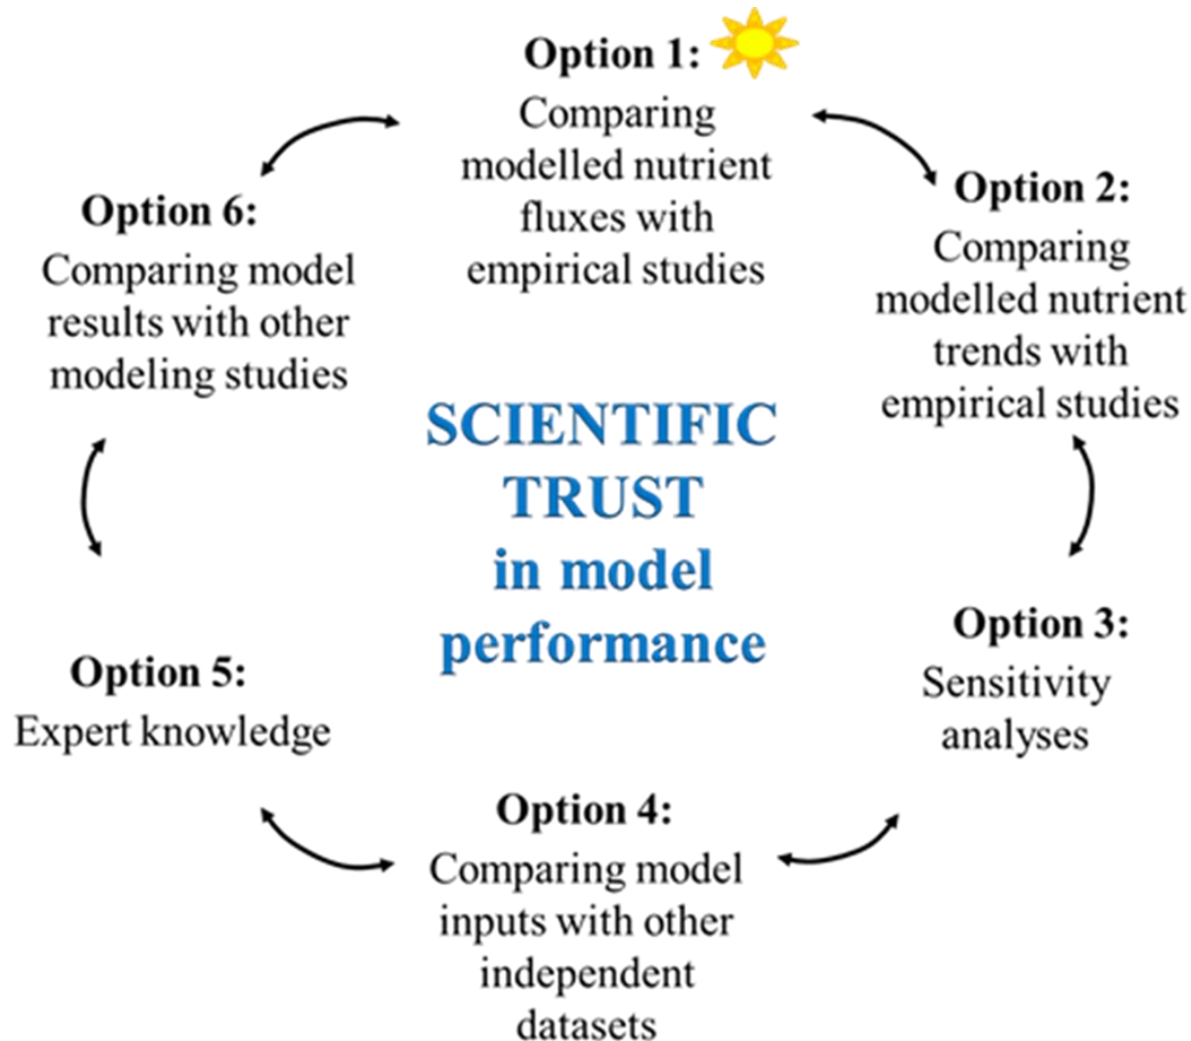 Option 1:
Comparing
modelled nutrient
fluxes with
empirical studies
Option 2:
Comparing
modelled nutrient
trends with
empirical studies
Option 3:
Sensitivity
analyses
Option 4:
Comparing model
inputs with other
independent
datasets
Option 5:
Expert knowledge
Option 6:
Comparing model
results with other
modeling studies
SCIENTIFIC
TRUST
in model
performance